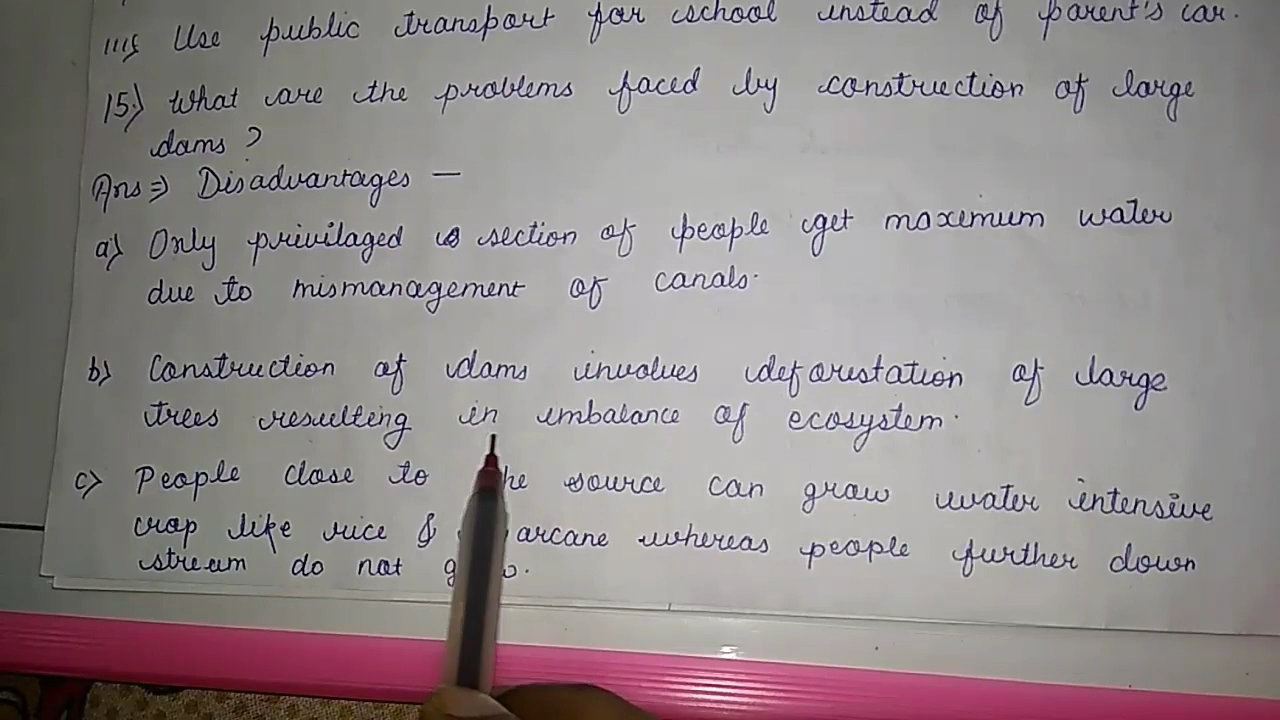 iii) Use public transport for school instead of parent's car.
15) What are the problems faced by construction of large
dams ?
Ans ⇒ Disadvantages —
a) Only privilaged section of people get maximum water
due to mismanagement of canals.
b) Construction of dams involves deforestation of large
trees resulting in imbalance of ecosystem.
c) People close to the source can grow water intensive
crop like rice & whereas people further down
stream do not